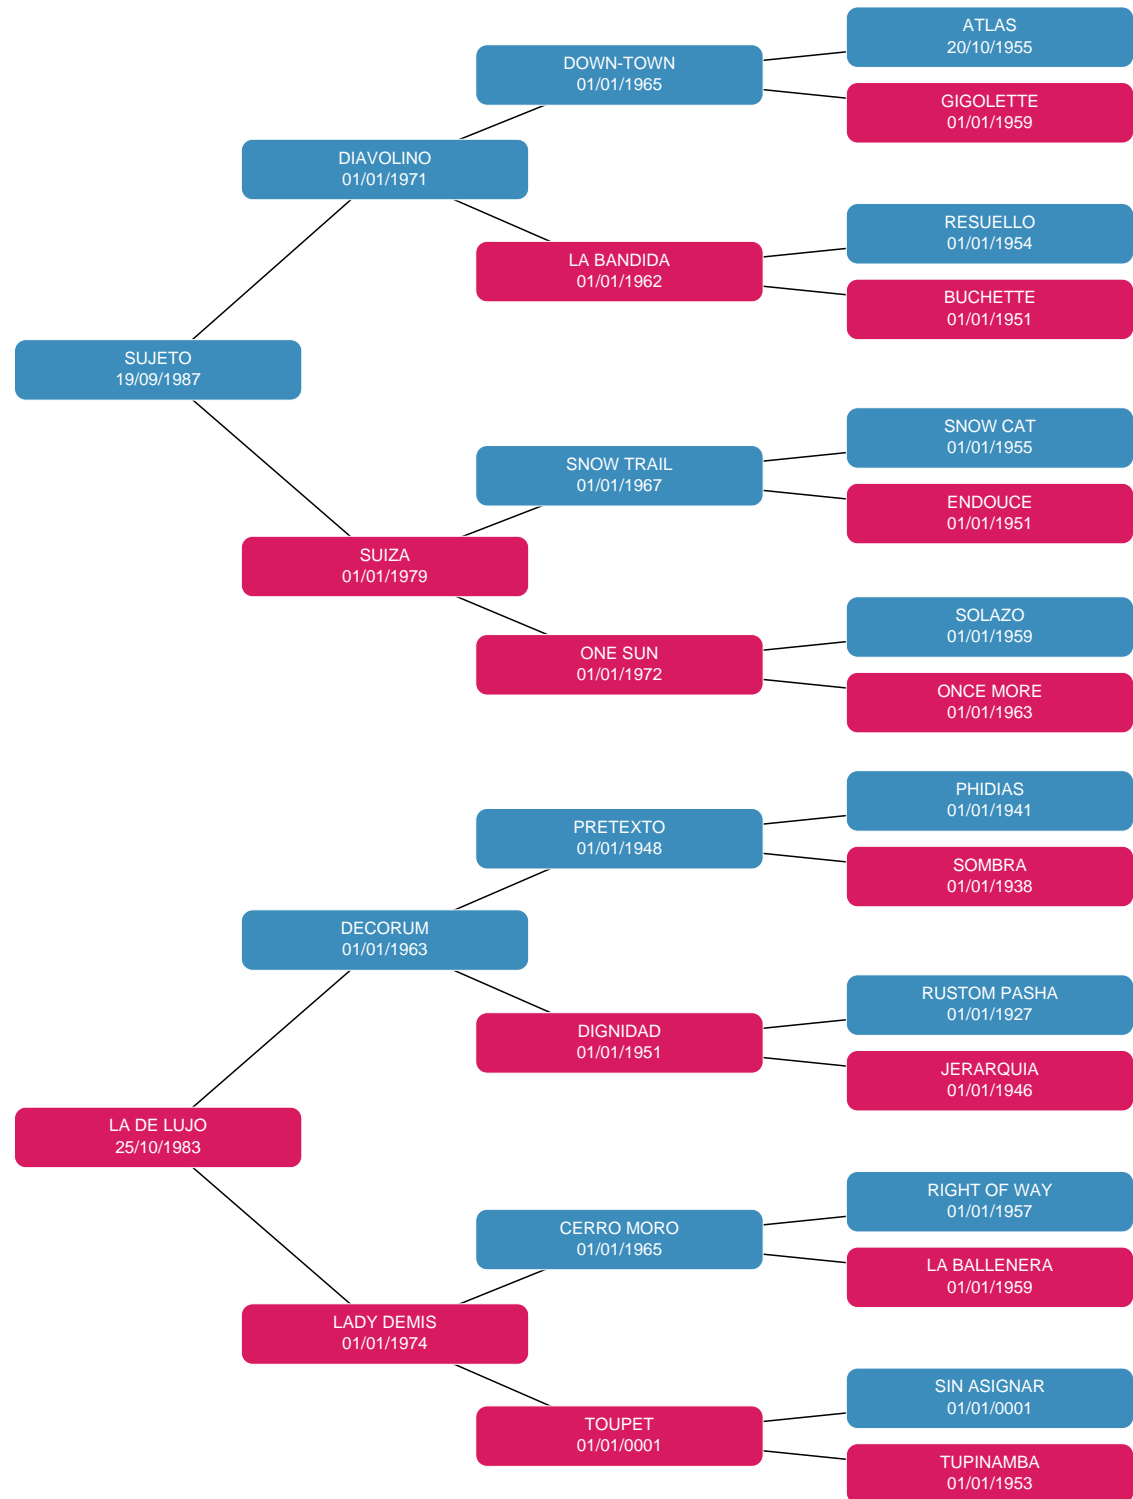 ATLAS
20/10/1955
DOWN-TOWN
01/01/1965
GIGOLETTE
01/01/1959
DIAVOLINO
01/01/1971
RESUELLO
01/01/1954
LA BANDIDA
01/01/1962
BUCHETTE
01/01/1951
SUJETO
19/09/1987
SNOW CAT
01/01/1955
SNOW TRAIL
01/01/1967
ENDOUCE
01/01/1951
SUIZA
01/01/1979
SOLAZO
01/01/1959
ONE SUN
01/01/1972
ONCE MORE
01/01/1963
PHIDIAS
01/01/1941
PRETEXTO
01/01/1948
SOMBRA
01/01/1938
DECORUM
01/01/1963
RUSTOM PASHA
01/01/1927
DIGNIDAD
01/01/1951
JERARQUIA
01/01/1946
LA DE LUJO
25/10/1983
RIGHT OF WAY
01/01/1957
CERRO MORO
01/01/1965
LA BALLENERA
01/01/1959
LADY DEMIS
01/01/1974
SIN ASIGNAR
01/01/0001
TOUPET
01/01/0001
TUPINAMBA
01/01/1953